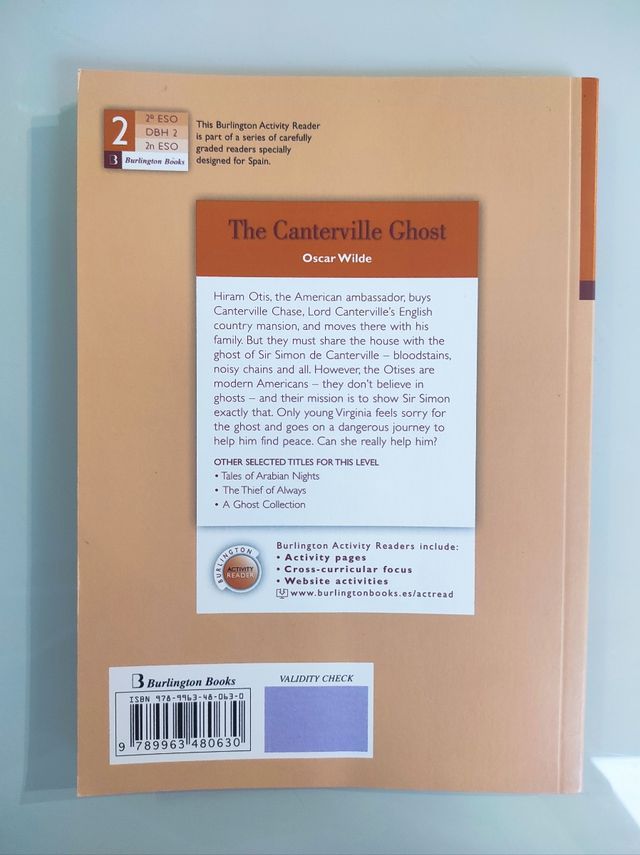 2
2º ESO
DBH 2
2n ESO
B Burlington Books
This Burlington Activity Reader
is part of a series of carefully
graded readers specially
designed for Spain.
The Canterville Ghost
Oscar Wilde
Hiram Otis, the American ambassador, buys
Canterville Chase, Lord Canterville's English
country mansion, and moves there with his
family. But they must share the house with the
ghost of Sir Simon de Canterville – bloodstains,
noisy chains and all. However, the Otises are
modern Americans – they don't believe in
ghosts – and their mission is to show Sir Simon
exactly that. Only young Virginia feels sorry for
the ghost and goes on a dangerous journey to
help him find peace. Can she really help him?
OTHER SELECTED TITLES FOR THIS LEVEL
• Tales of Arabian Nights
• The Thief of Always
• A Ghost Collection
BURLINGTON
ACTIVITY
READER
Burlington Activity Readers include:
• Activity pages
• Cross-curricular focus
• Website activities
www.burlingtonbooks.es/actread
B Burlington Books
ISBN 978-9963-48-063-0
9 789963 480630
VALIDITY CHECK